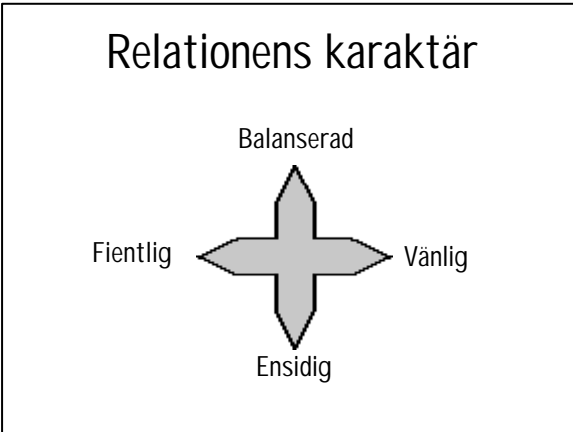 Relationens karaktär
Balanserad
Fientlig
Vänlig
Ensidig